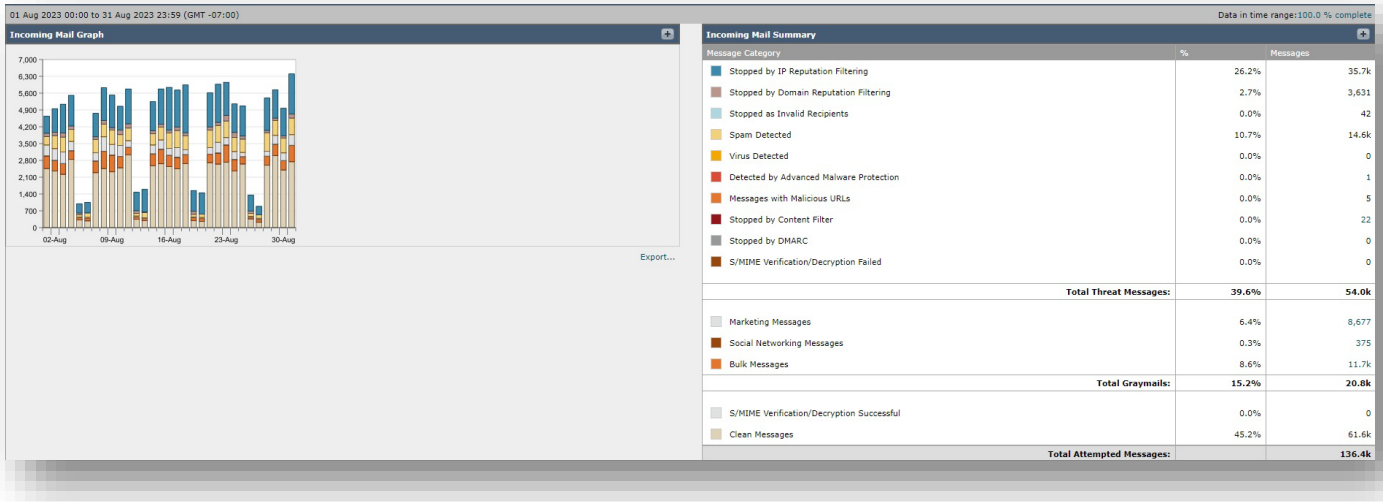 01 Aug 2023 00:00 to 31 Aug 2023 23:59 (GMT -07:00)
Data in time range:100.0 % complete
Incoming Mail Graph
7,000
6,300
5,600
4,900
4,200
3,500
2,800
2,100
1,400
700
0
02-Aug 09-Aug 16-Aug 23-Aug 30-Aug
Export...
Incoming Mail Summary
Message Category % Messages
Stopped by IP Reputation Filtering 26.2% 35.7k
Stopped by Domain Reputation Filtering 2.7% 3,631
Stopped as Invalid Recipients 0.0% 42
Spam Detected 10.7% 14.6k
Virus Detected 0.0% 0
Detected by Advanced Malware Protection 0.0% 1
Messages with Malicious URLs 0.0% 5
Stopped by Content Filter 0.0% 22
Stopped by DMARC 0.0% 0
S/MIME Verification/Decryption Failed 0.0% 0
Total Threat Messages: 39.6% 54.0k
Marketing Messages 6.4% 8,677
Social Networking Messages 0.3% 375
Bulk Messages 8.6% 11.7k
Total Graymails: 15.2% 20.8k
S/MIME Verification/Decryption Successful 0.0% 0
Clean Messages 45.2% 61.6k
Total Attempted Messages: 136.4k